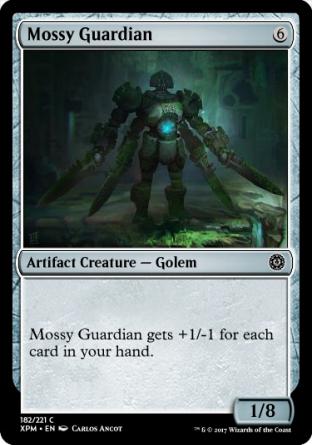 Mossy Guardian 6
Artifact Creature — Golem
Mossy Guardian gets +1/-1 for each
card in your hand.
1/8
182/221 C
XPM • EN CARLOS ANCOT
™ & © 2017 Wizards of the Coast